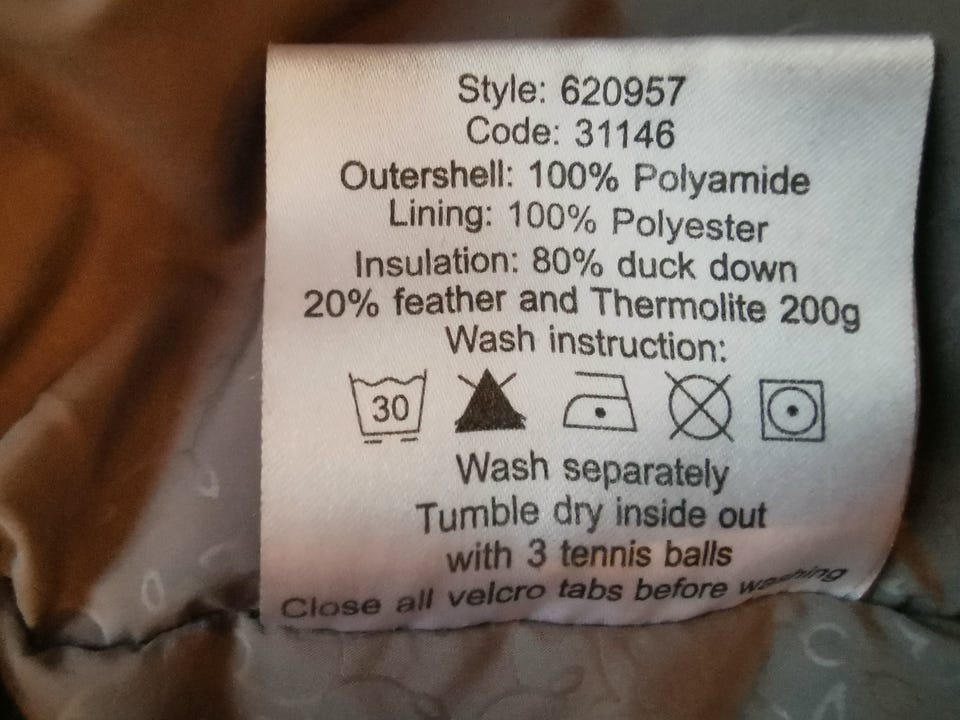 Style: 620957
Code: 31146
Outershell: 100% Polyamide
Lining: 100% Polyester
Insulation: 80% duck down
20% feather and Thermolite 200g
Wash instruction:
30
Wash separately
Tumble dry inside out
with 3 tennis balls
Close all velcro tabs before washing